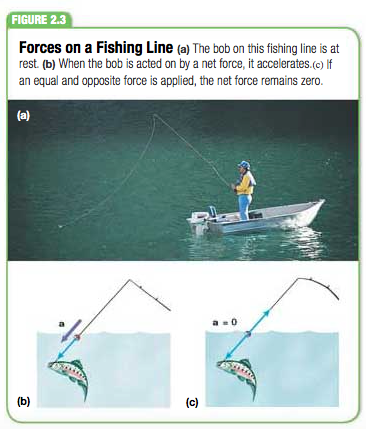 FIGURE 2.3
Forces on a Fishing Line (a) The bob on this fishing line is at
rest. (b) When the bob is acted on by a net force, it accelerates.(c) If
an equal and opposite force is applied, the net force remains zero.
(a)
a
a = 0
(b)
(c)